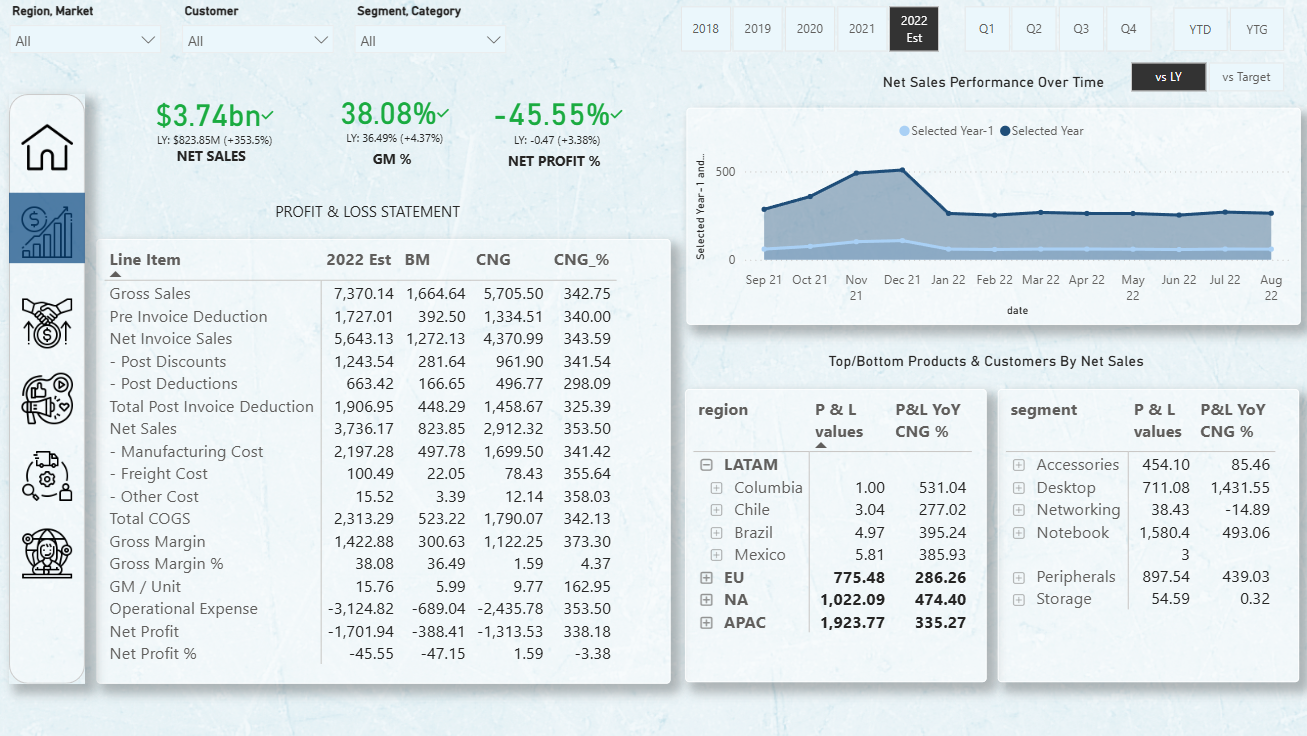 Region, Market
Customer
Segment, Category
All
All
All
2018
2019
2020
2021
2022
Est
Q1
Q2
Q3
Q4
YTD
YTG
Net Sales Performance Over Time
vs LY
vs Target
$3.74bn✓
LY: $823.85M (+353.5%)
NET SALES
38.08%✓
LY: 36.49% (+4.37%)
GM %
-45.55%✓
LY: -0.47 (+3.38%)
NET PROFIT %
PROFIT & LOSS STATEMENT
Line Item 2022 Est BM CNG CNG_%
Gross Sales 7,370.14 1,664.64 5,705.50 342.75
Pre Invoice Deduction 1,727.01 392.50 1,334.51 340.00
Net Invoice Sales 5,643.13 1,272.13 4,370.99 343.59
- Post Discounts 1,243.54 281.64 961.90 341.54
- Post Deductions 663.42 166.65 496.77 298.09
Total Post Invoice Deduction 1,906.95 448.29 1,458.67 325.39
Net Sales 3,736.17 823.85 2,912.32 353.50
- Manufacturing Cost 2,197.28 497.78 1,699.50 341.42
- Freight Cost 100.49 22.05 78.43 355.64
- Other Cost 15.52 3.39 12.14 358.03
Total COGS 2,313.29 523.22 1,790.07 342.13
Gross Margin 1,422.88 300.63 1,122.25 373.30
Gross Margin % 38.08 36.49 1.59 4.37
GM / Unit 15.76 5.99 9.77 162.95
Operational Expense -3,124.82 -689.04 -2,435.78 353.50
Net Profit -1,701.94 -388.41 -1,313.53 338.18
Net Profit % -45.55 -47.15 1.59 -3.38
Selected Year-1 Selected Year
Selected Year-1 and...
500
0
Sep 21 Oct 21 Nov 21 Dec 21 Jan 22 Feb 22 Mar 22 Apr 22 May 22 Jun 22 Jul 22 Aug 22
date
Top/Bottom Products & Customers By Net Sales
region P & L values P&L YoY CNG %
LATAM
Columbia 1.00 531.04
Chile 3.04 277.02
Brazil 4.97 395.24
Mexico 5.81 385.93
EU 775.48 286.26
NA 1,022.09 474.40
APAC 1,923.77 335.27
segment P & L values P&L YoY CNG %
Accessories 454.10 85.46
Desktop 711.08 1,431.55
Networking 38.43 -14.89
Notebook 1,580.43 493.06
Peripherals 897.54 439.03
Storage 54.59 0.32